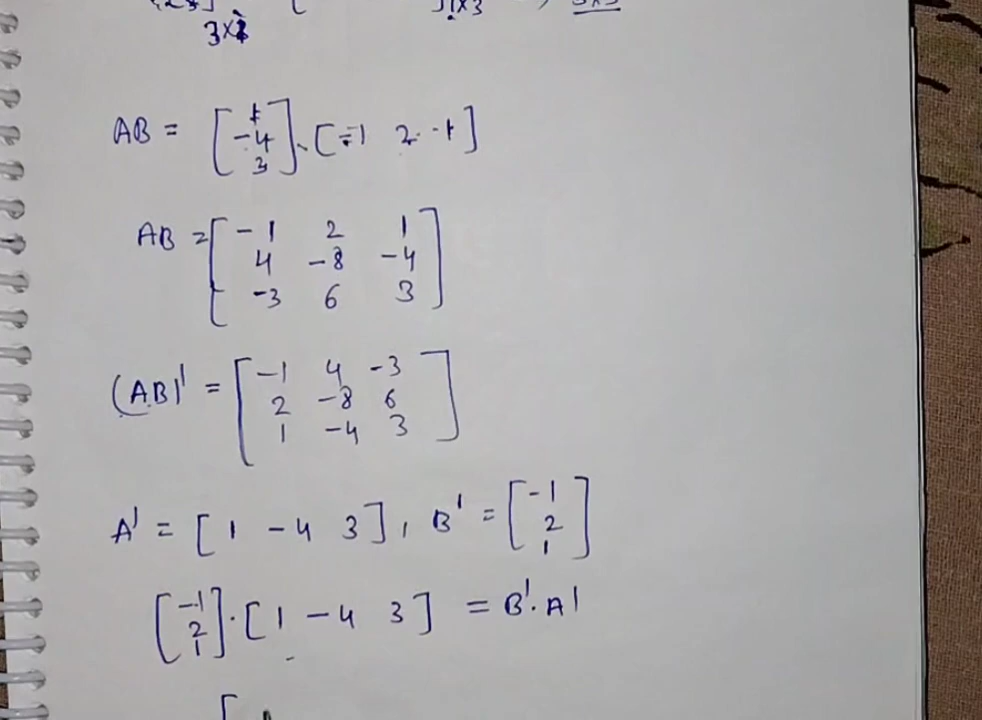 3×1
1×3
AB = [1 -4 3] . [-1 2 1]
AB = [-1 2 1
4 -8 -4
-3 6 3]
(AB)' = [-1 4 -3
2 -8 6
1 -4 3]
A' = [1 -4 3], B' = [-1 2 1]
[-1 2 1] . [1 -4 3] = B'. A'
[